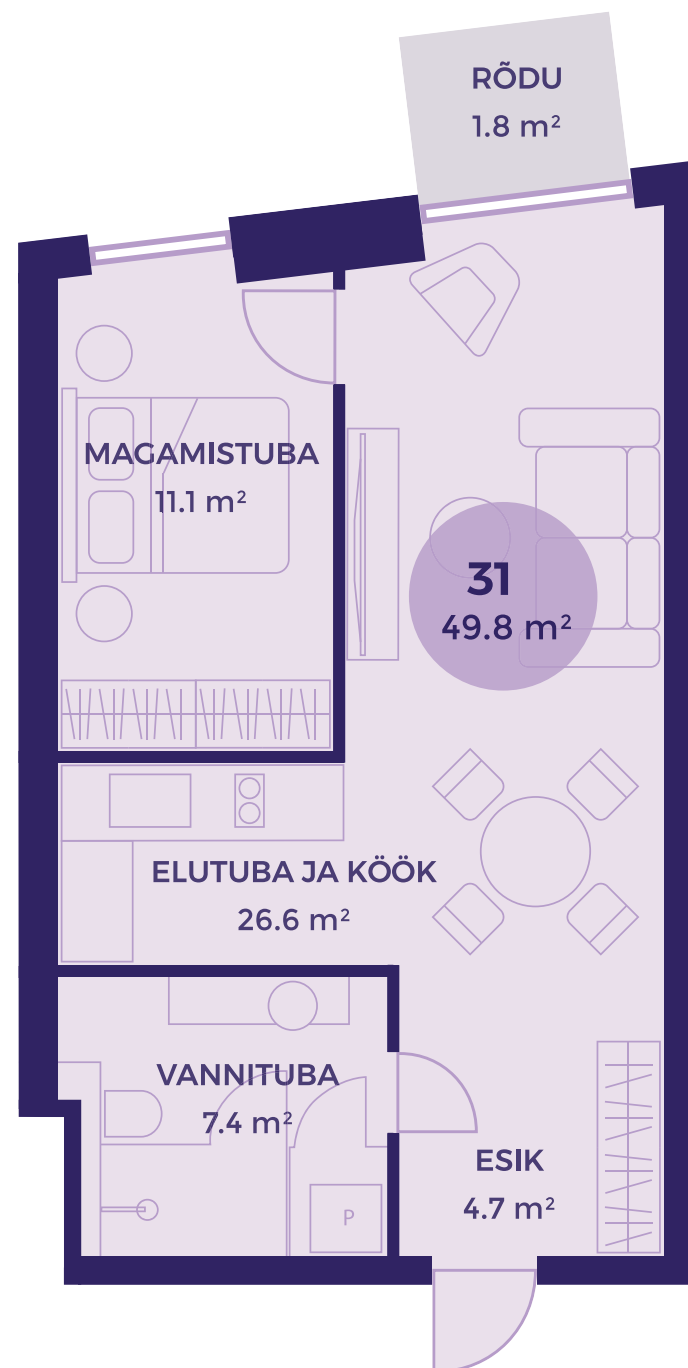 RÕDU
1.8 m²
MAGAMISTUBA
11.1 m²
31
49.8 m²
ELUTUBA JA KÖÖK
26.6 m²
VANNITUBA
7.4 m²
ESIK
4.7 m²
P